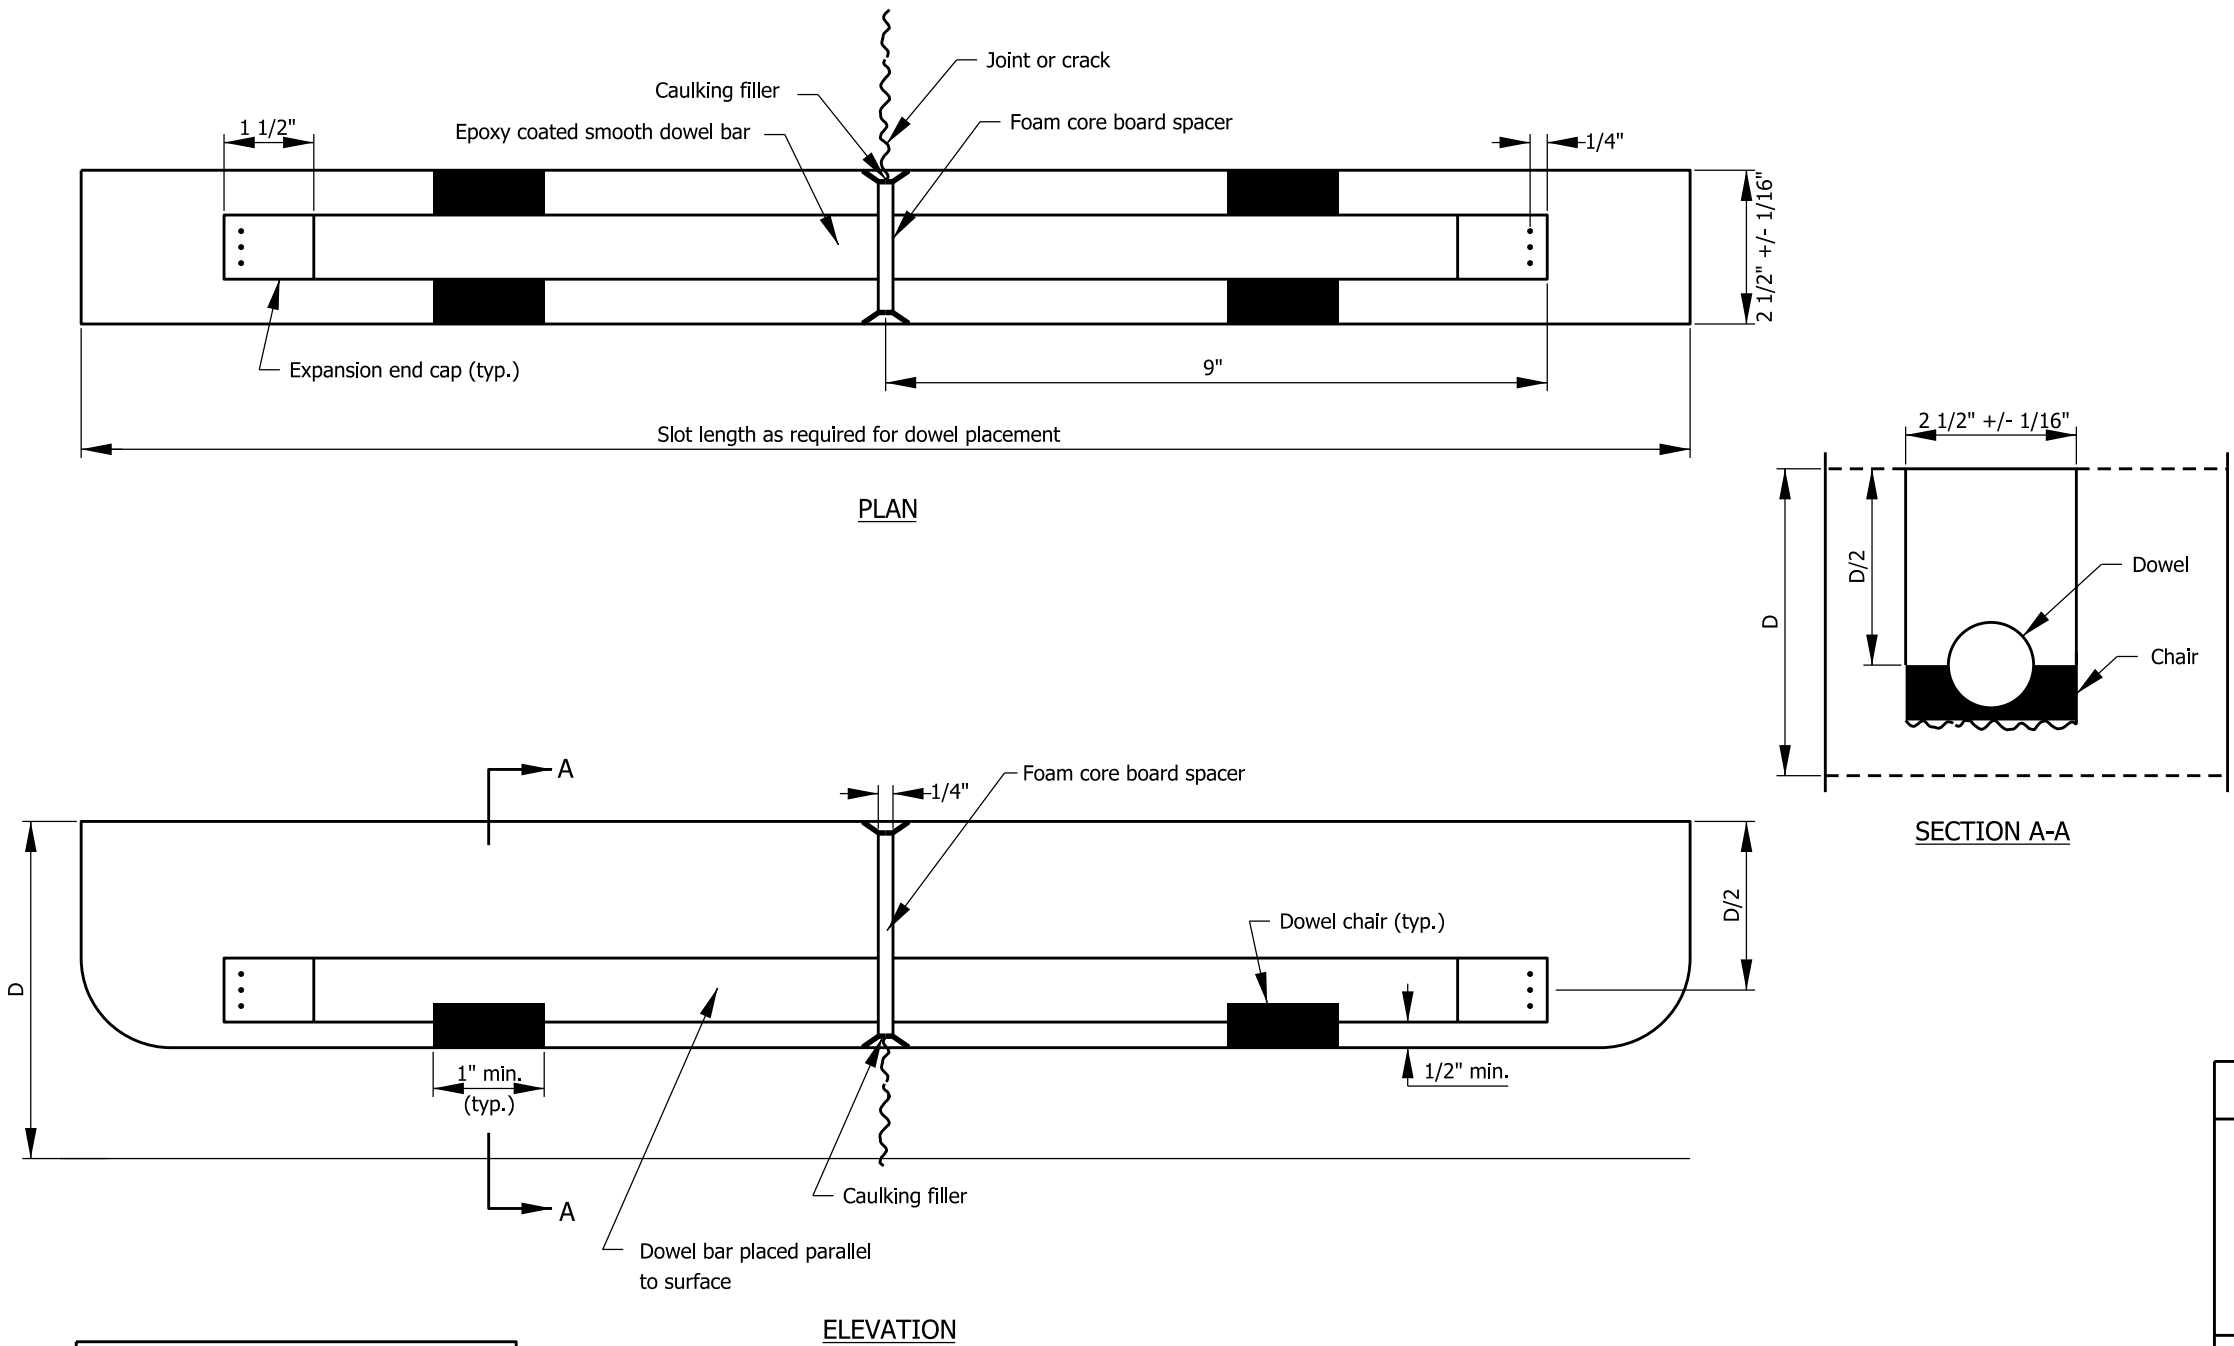 Joint or crack
Caulking filler
Foam core board spacer
Epoxy coated smooth dowel bar
1 1/2"
1/4"
2 1/2" +/- 1/16"
Expansion end cap (typ.)
9"
Slot length as required for dowel placement
PLAN
2 1/2" +/- 1/16"
D/2
D
Dowel
Chair
SECTION A-A
A
Foam core board spacer
1/4"
D/2
Dowel chair (typ.)
D
1" min.
(typ.)
1/2" min.
A
Caulking filler
Dowel bar placed parallel
to surface
ELEVATION